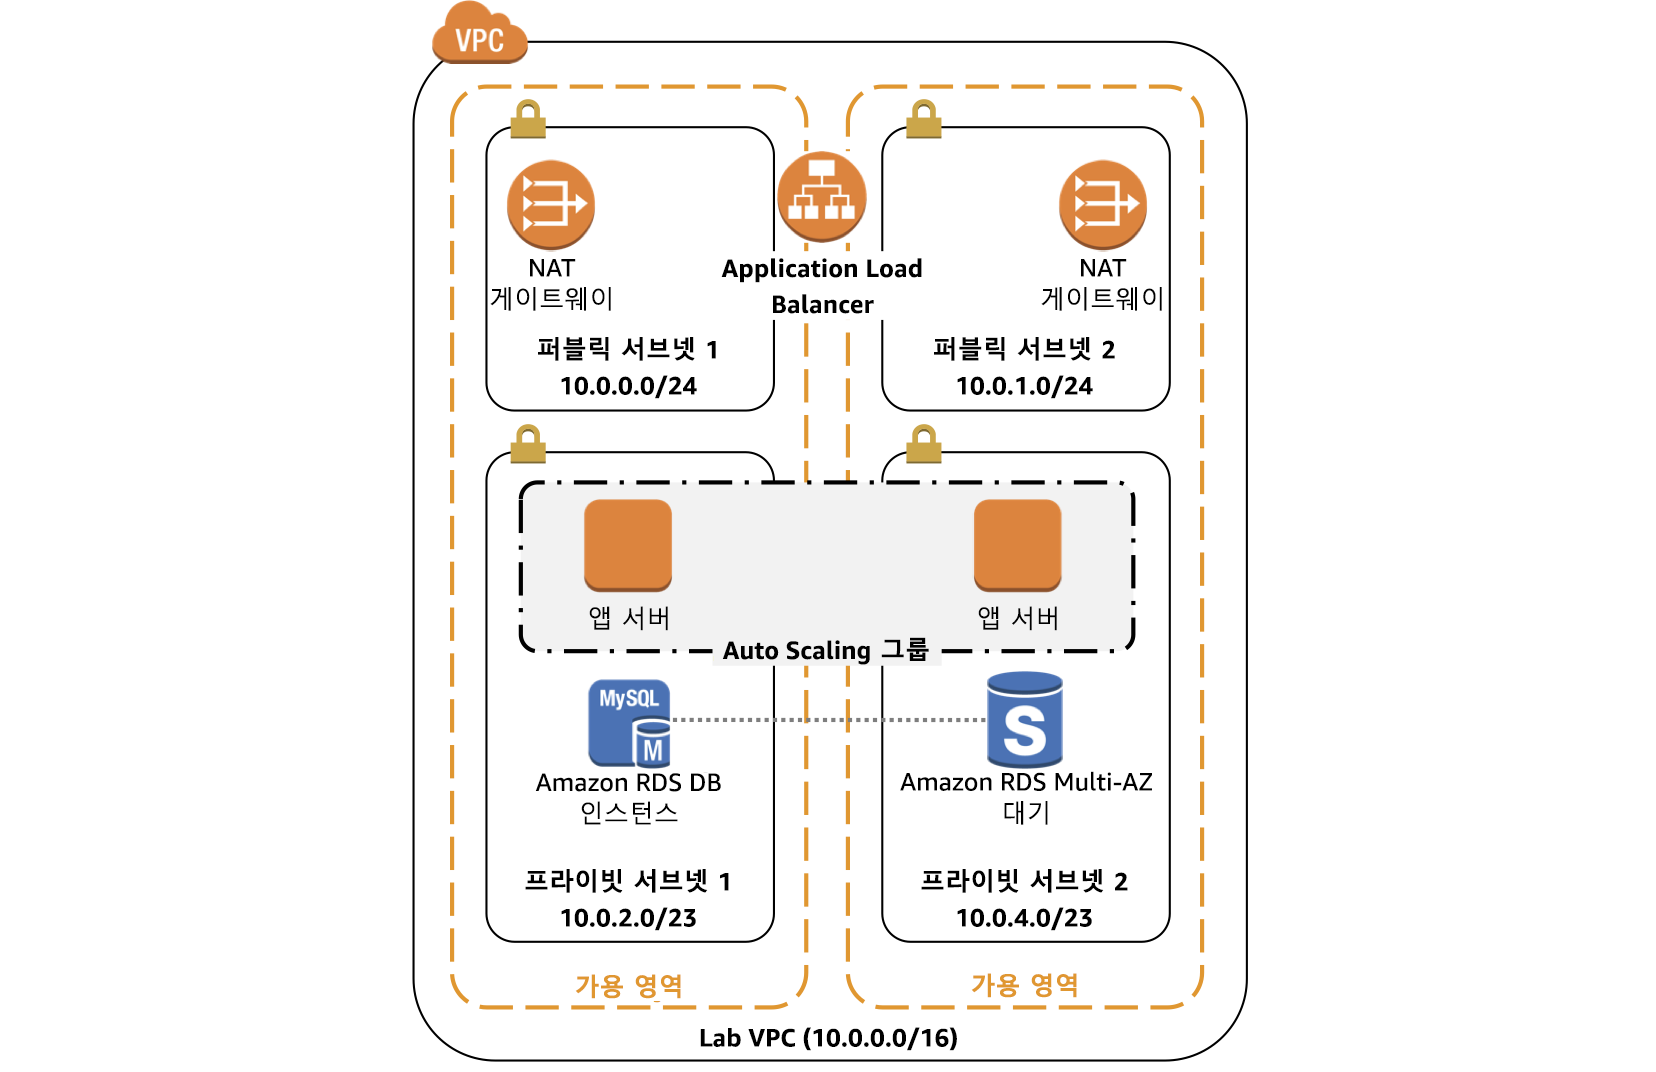 VPC
NAT
게이트웨이
Application Load
Balancer
NAT
게이트웨이
퍼블릭 서브넷 1
10.0.0.0/24
퍼블릭 서브넷 2
10.0.1.0/24
앱 서버
앱 서버
Auto Scaling 그룹
MySQL
M
Amazon RDS DB
인스턴스
S
Amazon RDS Multi-AZ
대기
프라이빗 서브넷 1
10.0.2.0/23
프라이빗 서브넷 2
10.0.4.0/23
가용 영역
가용 영역
Lab VPC (10.0.0.0/16)